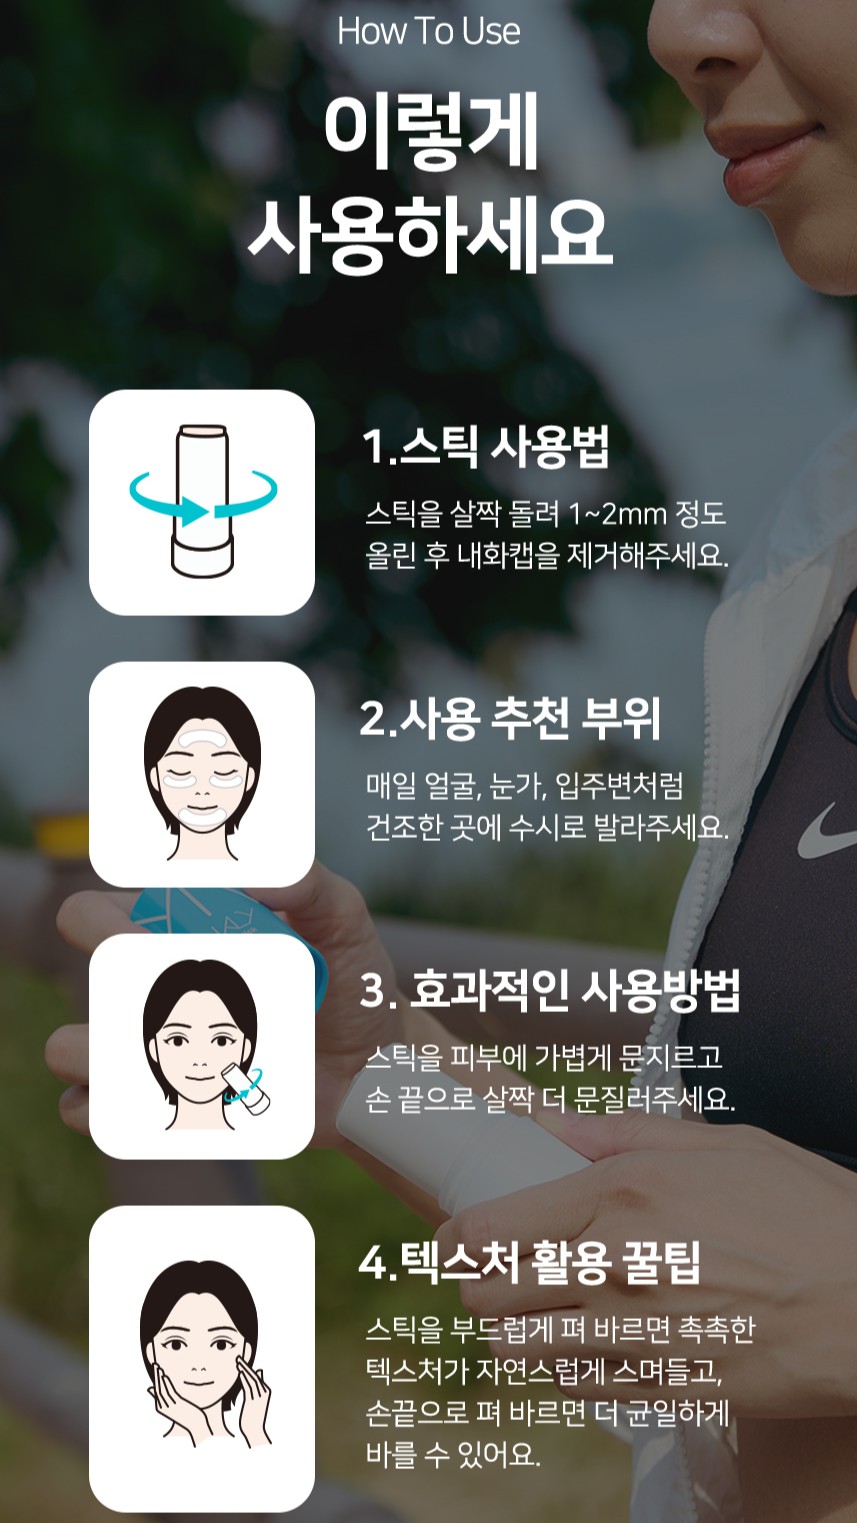 How To Use
이렇게
사용하세요
1.스틱 사용법
스틱을 살짝 돌려 1~2mm 정도
올린 후 내화캡을 제거해주세요.
2.사용 추천 부위
매일 얼굴, 눈가, 입주변처럼
건조한 곳에 수시로 발라주세요.
3. 효과적인 사용방법
스틱을 피부에 가볍게 문지르고
손 끝으로 살짝 더 문질러주세요.
4.텍스처 활용 꿀팁
스틱을 부드럽게 펴 바르면 촉촉한
텍스처가 자연스럽게 스며들고,
손끝으로 펴 바르면 더 균일하게
바를 수 있어요.